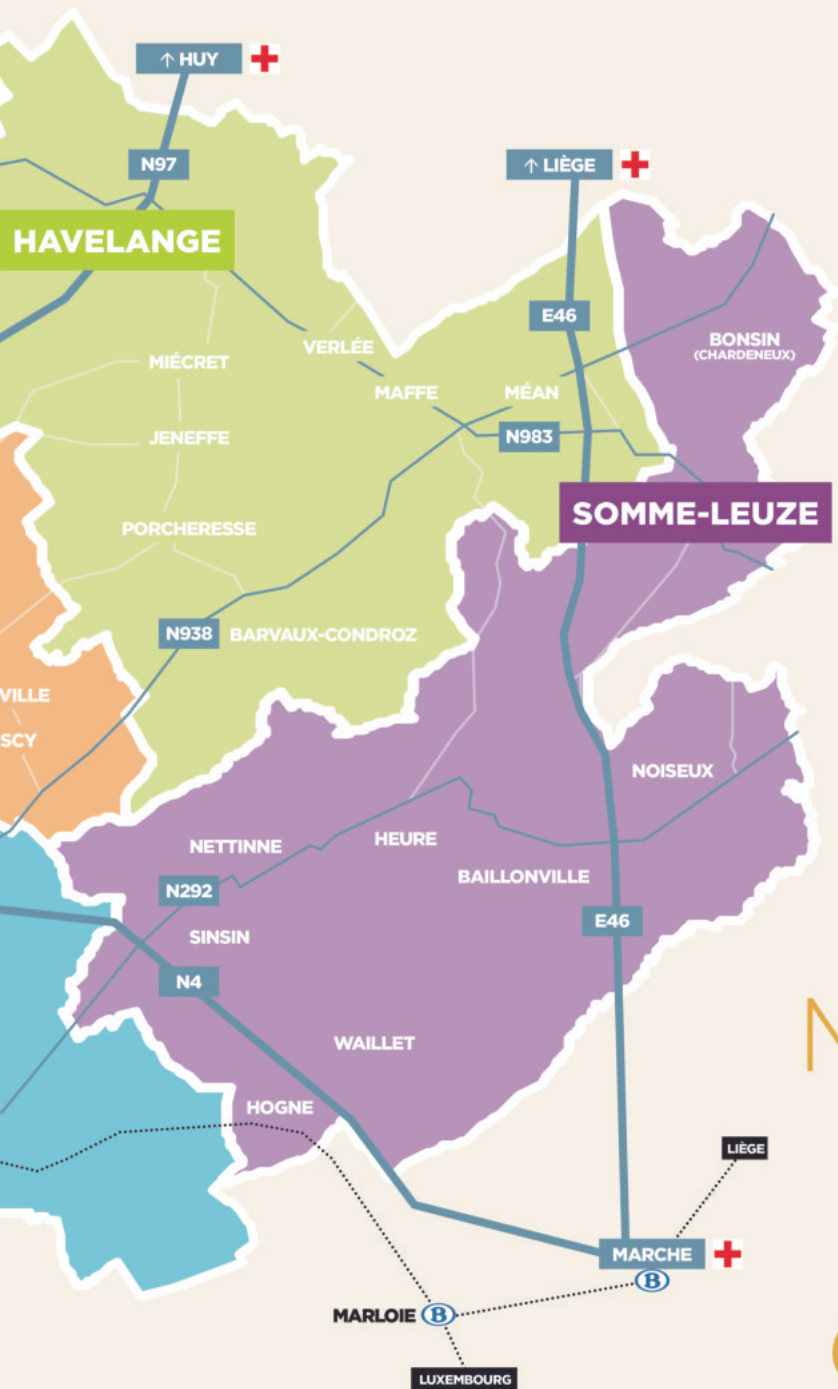 ↑ HUY
N97
↑ LIÈGE
HAVELANGE
E46
BONSIN
(CHARDENEUX)
VERLÉE
MIÉCRET
MAFFE
MÉAN
JENEFFE
N983
SOMME-LEUZE
PORCHERESSE
N938
BARVAUX-CONDROZ
VILLE
SCY
NOISEUX
NETTINNE
HEURE
BAILLONVILLE
N292
E46
SINSIN
N4
WAILLET
HOGNE
LIÈGE
MARCHE
B
MARLOIE
B
LUXEMBOURG